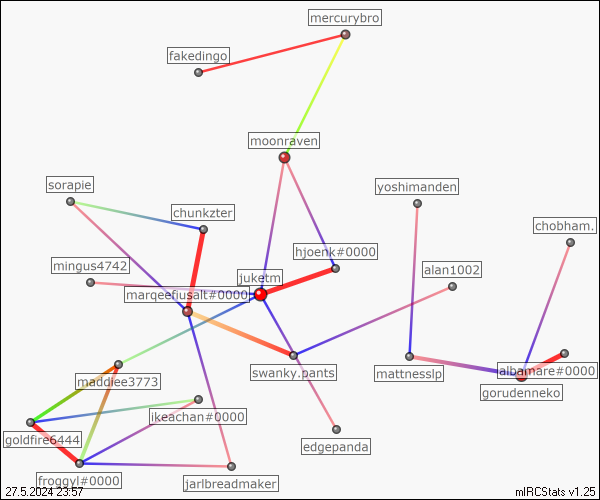 mercurybro
fakedingo
moonraven
sorapie
yoshimanden
chunkzter
chobham.
hjoenk#0000
mingus4742
alan1002
juketm
marqeefiusalt#0000
swanky.pants
mattnesslp
albamare#0000
maddiee3773
gorudenneko
ikeachan#0000
goldfire6444
edgepanda
froggyl#0000
jarlbreadmaker
27.5.2024 23:57
mIRCStats v1.25